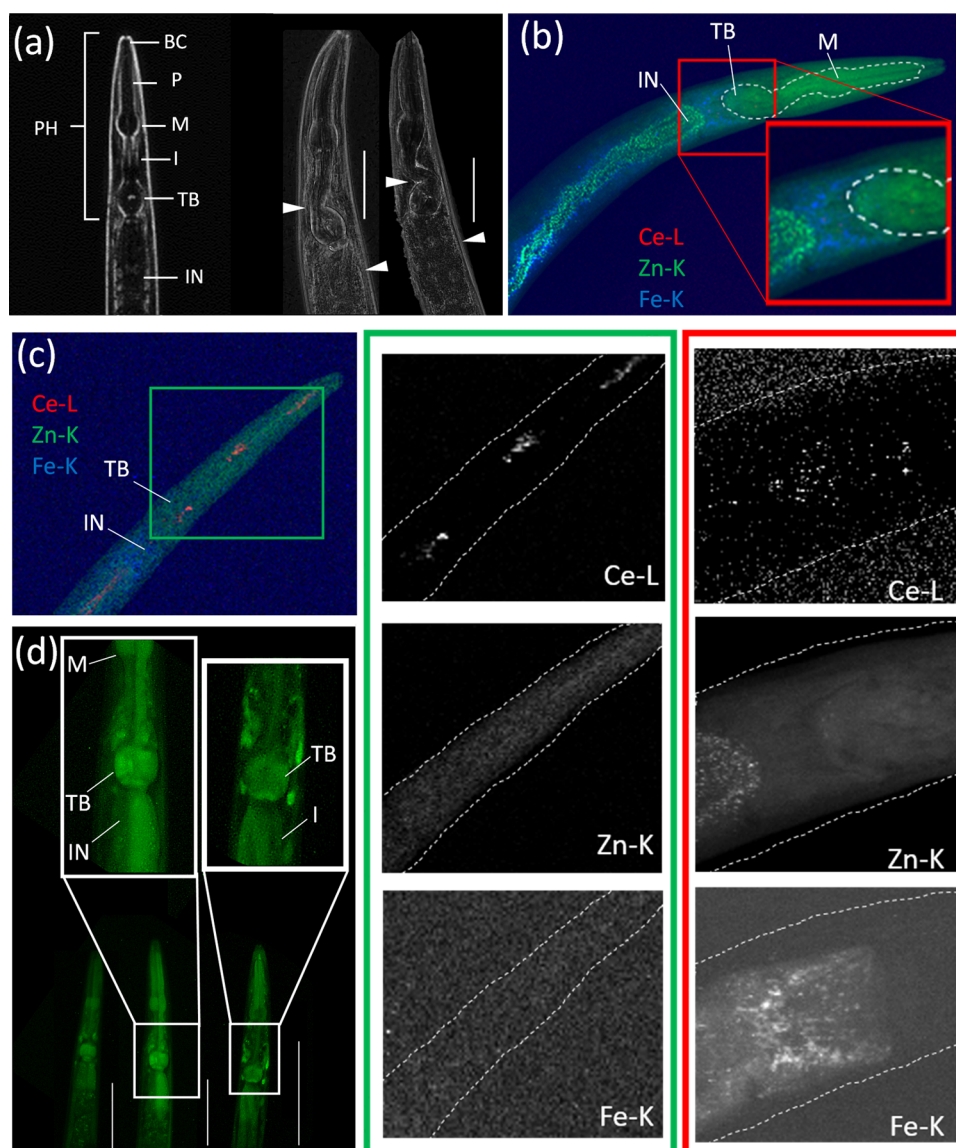 (a)
BC
P
PH
M
I
TB
IN
(b)
TB
M
IN
Ce-L
Zn-K
Fe-K
(c)
Ce-L
Zn-K
Fe-K
TB
IN
Ce-L
Ce-L
Zn-K
Zn-K
Fe-K
Fe-K
(d)
M
TB
IN
TB
I